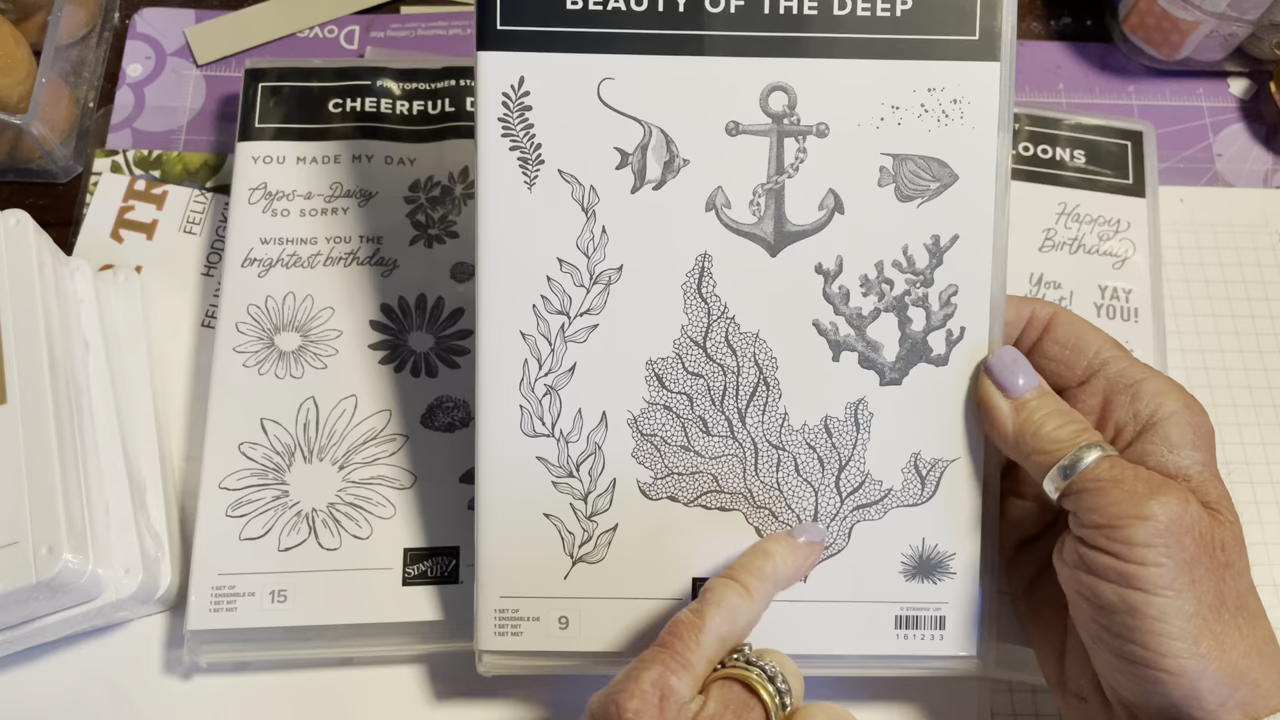 BEAUTY OF THE DEEP
1 SET OF
1 ENSEMBLE DE
1 SET MIT
1 SET MET
9
© STAMPIN' UP!
161233
PHOTOPOLYMER
CHEERFUL
YOU MADE MY DAY
Oops-a-Daisy
SO SORRY
WISHING YOU THE
brightest birthday
STAMPIN' UP!
1 SET OF
1 ENSEMBLE DE
1 SET MIT
1 SET MET
15
LOONS
Happy
Birthday
You
YAY
YOU!
TR
FELIX
FELIX HODGKIN
Dove